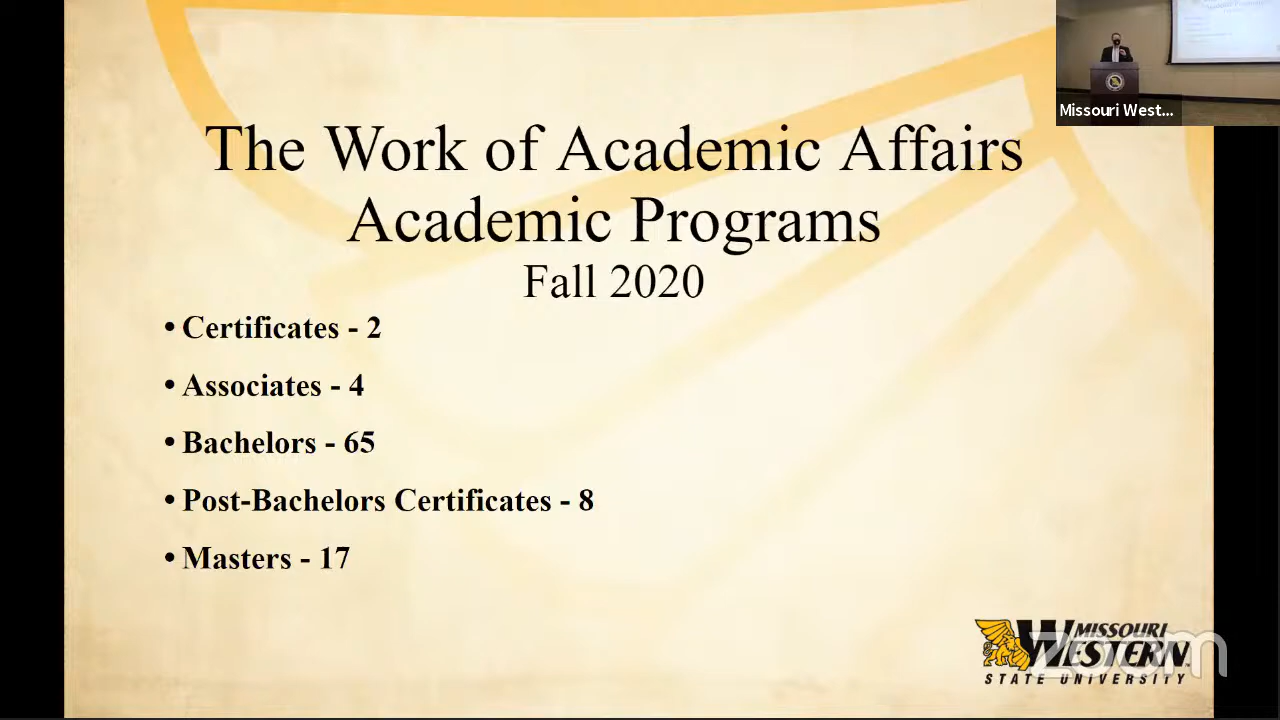 The Work of Academic Affairs
Academic Programs
Fall 2020
• Certificates - 2
• Associates - 4
• Bachelors - 65
• Post-Bachelors Certificates - 8
• Masters - 17
Missouri West...
MISSOURI
WESTERN
STATE UNIVERSITY
zoom